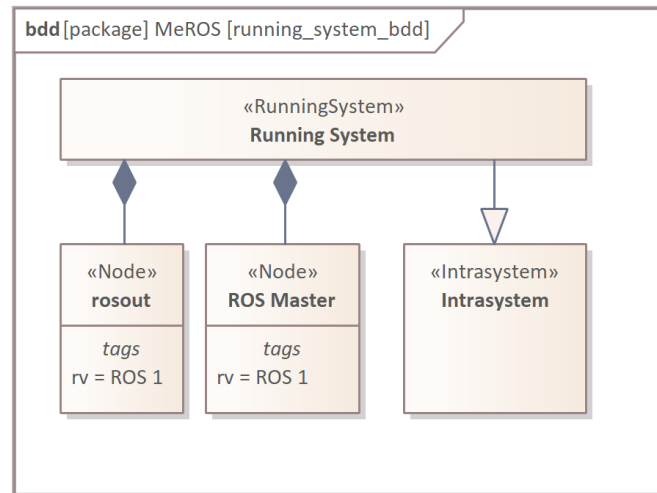 bdd [package] MeROS [running_system_bdd]
«RunningSystem»
Running System
«Node»
rosout
tags
rv = ROS 1
«Node»
ROS Master
tags
rv = ROS 1
«Intrasystem»
Intrasystem